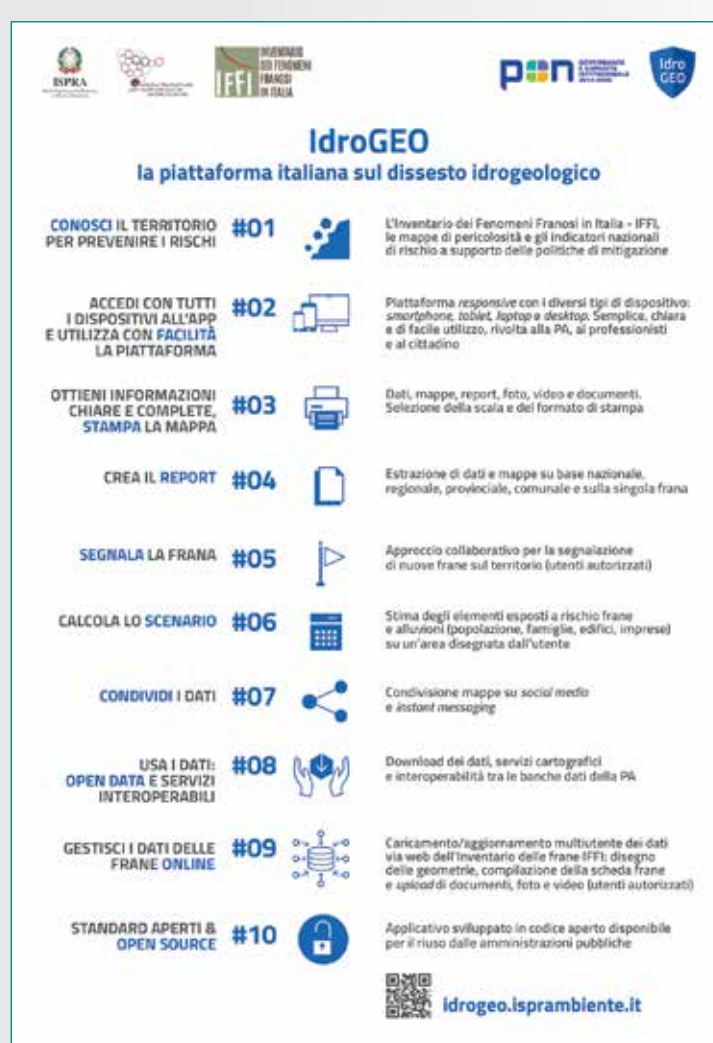 ISPRA
IFFI
INVENTARIO
DEI FENOMENI
FRANOSI
IN ITALIA
pon
GOVERNANCE
E CAPACITÀ
ISTITUZIONALE
2014-2020
Idro
GEO
IdroGEO
la piattaforma italiana sul dissesto idrogeologico
CONOSCI IL TERRITORIO
PER PREVENIRE I RISCHI
#01
L'Inventario dei Fenomeni Franosi in Italia - IFFI,
le mappe di pericolosità e gli indicatori nazionali
di rischio a supporto delle politiche di mitigazione
ACCEDI CON TUTTI
I DISPOSITIVI ALL'APP
E UTILIZZA CON FACILITÀ
LA PIATTAFORMA
#02
Piattaforma responsive con i diversi tipi di dispositivo:
smartphone, tablet, laptop e desktop. Semplice, chiara
e di facile utilizzo, rivolta alla PA, ai professionisti
e al cittadino
OTTIENI INFORMAZIONI
CHIARE E COMPLETE,
STAMPA LA MAPPA
#03
Dati, mappe, report, foto, video e documenti.
Selezione della scala e del formato di stampa
CREA IL REPORT
#04
Estrazione di dati e mappe su base nazionale,
regionale, provinciale, comunale e sulla singola frana
SEGNALA LA FRANA
#05
Approccio collaborativo per la segnalazione
di nuove frane sul territorio (utenti autorizzati)
CALCOLA LO SCENARIO
#06
Stima degli elementi esposti a rischio frane
e alluvioni (popolazione, famiglie, edifici, imprese)
su un'area disegnata dall'utente
CONDIVIDI I DATI
#07
Condivisione mappe su social media
e instant messaging
USA I DATI:
OPEN DATA E SERVIZI
INTEROPERABILI
#08
Download dei dati, servizi cartografici
e interoperabilità tra le banche dati della PA
GESTISCI I DATI DELLE
FRANE ONLINE
#09
Caricamento/aggiornamento multiutente dei dati
via web dell'Inventario delle frane IFFI: disegno
delle geometrie, compilazione della scheda frane
e upload di documenti, foto e video (utenti autorizzati)
STANDARD APERTI &
OPEN SOURCE
#10
Applicativo sviluppato in codice aperto disponibile
per il riuso dalle amministrazioni pubbliche
idrogeo.isprambiente.it